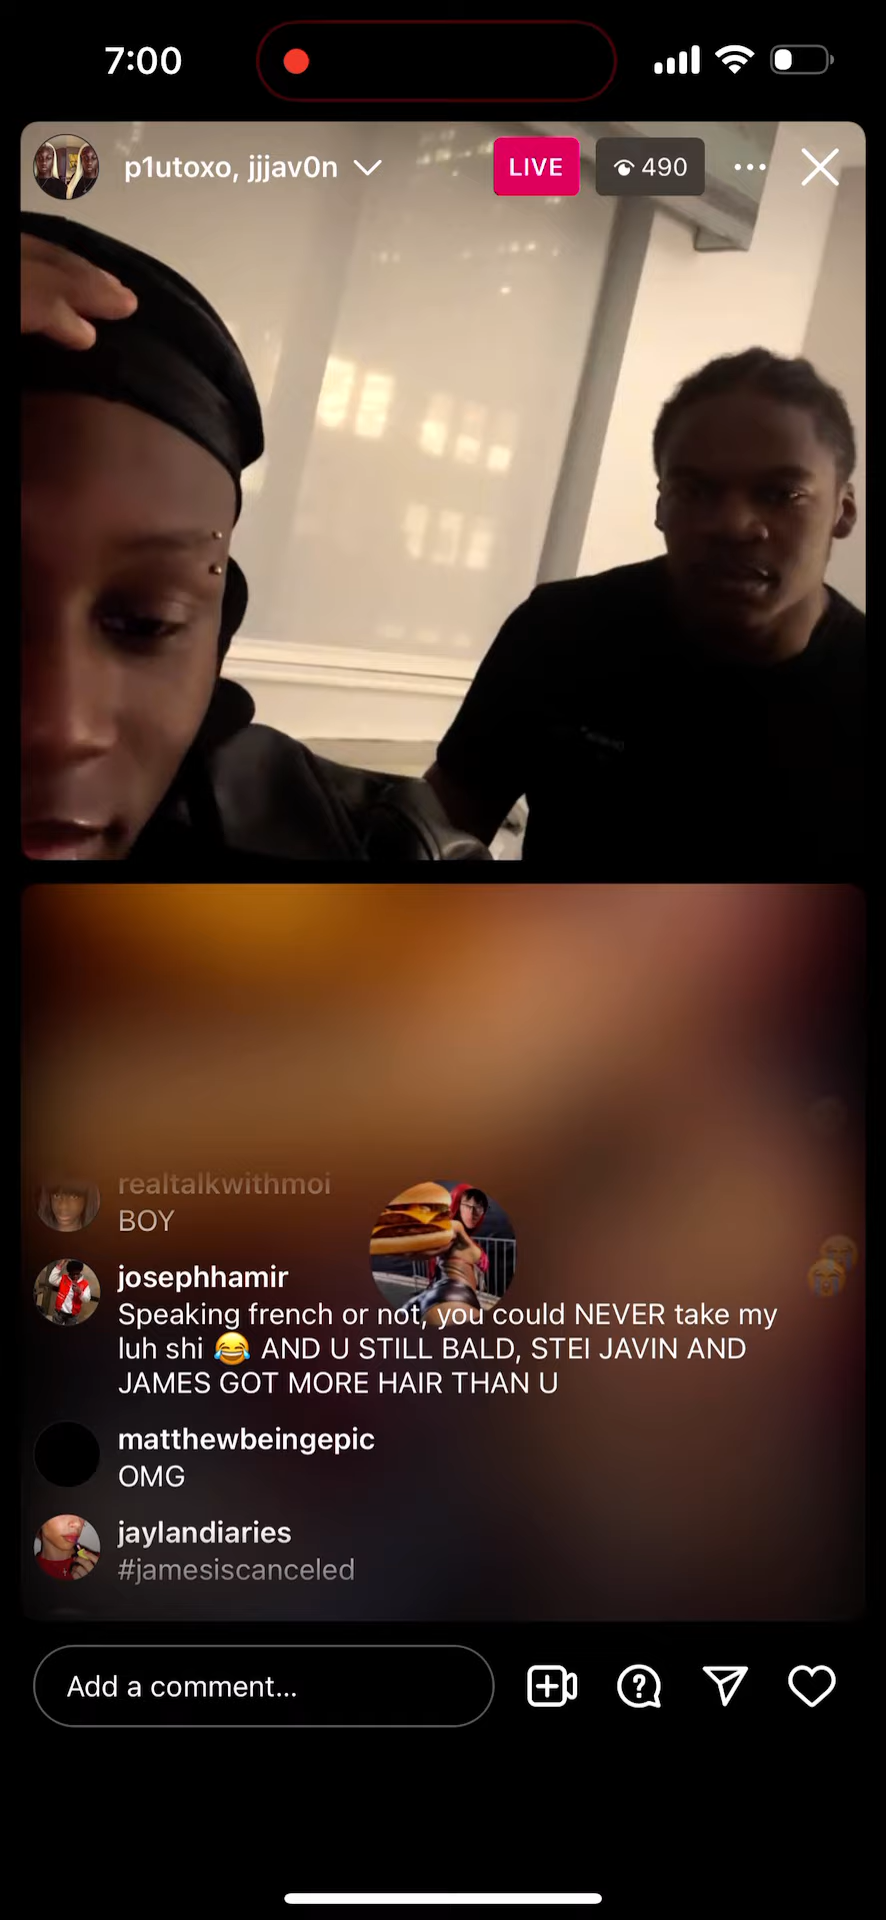 7:00
p1utoxo, jjjav0n
LIVE
490
realtalkwithmoi
BOY
josephhamir
Speaking french or not, you could NEVER take my
luh shi 😂 AND U STILL BALD, STEI JAVIN AND
JAMES GOT MORE HAIR THAN U
matthewbeingepic
OMG
jaylandiaries
#jamesiscanceled
Add a comment...